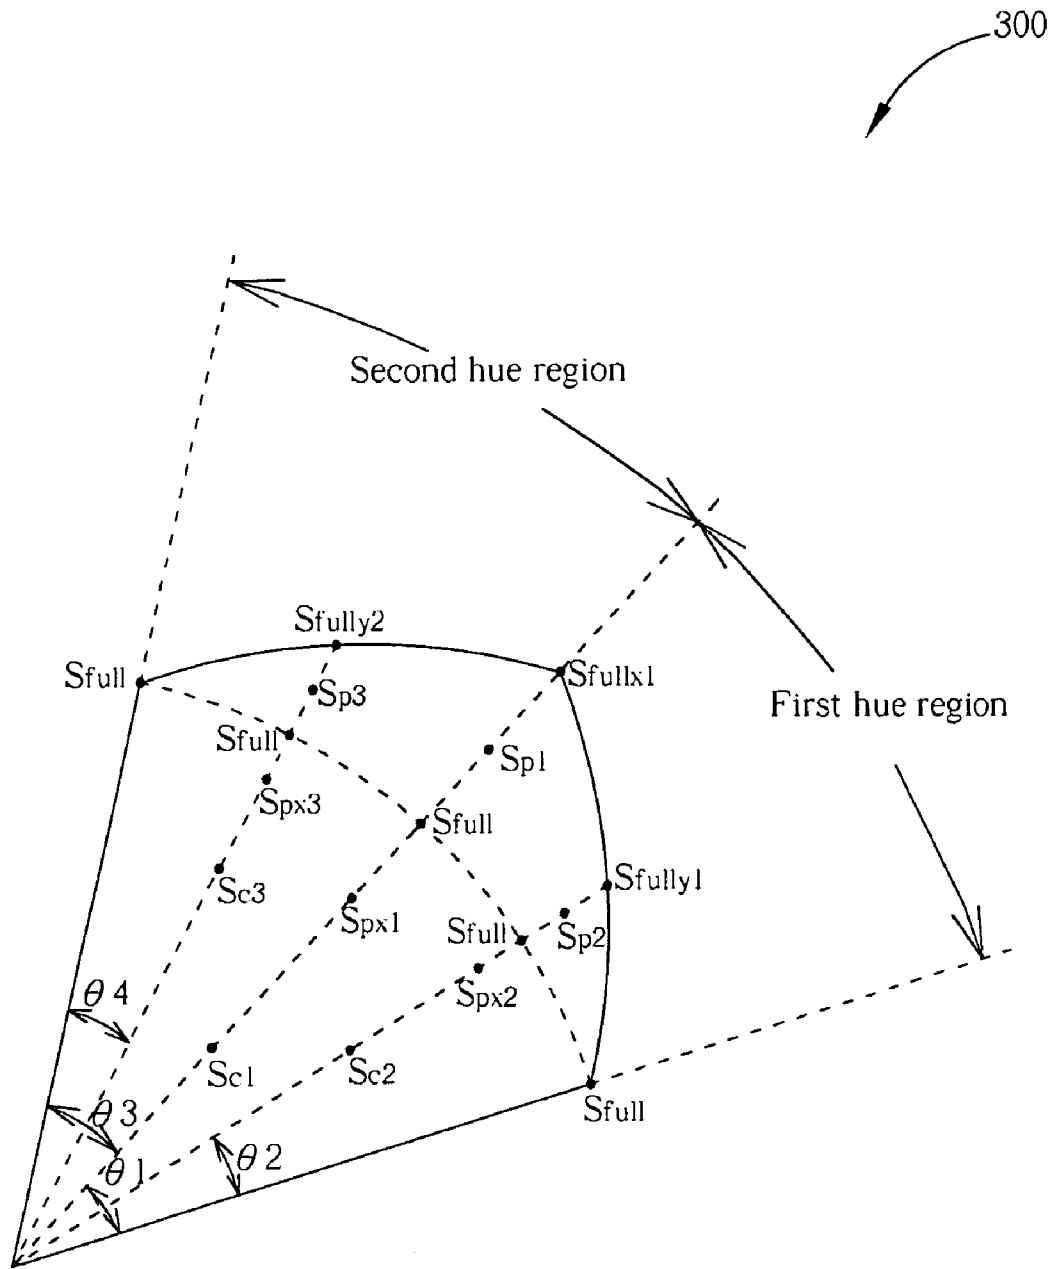 300
Second hue region
Sfully2
Sfull
Sfullx1
Sp3
First hue region
Sfull
Sp1
Spx3
Sfull
Sc3
Sfully1
Spx1
Sfull
Sp2
Spx2
θ4
Sc1
Sc2
Sfull
θ3
θ1
θ2